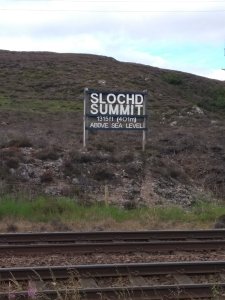 SLOCHD
SUMMIT
1315ft (401m)
ABOVE SEA LEVEL